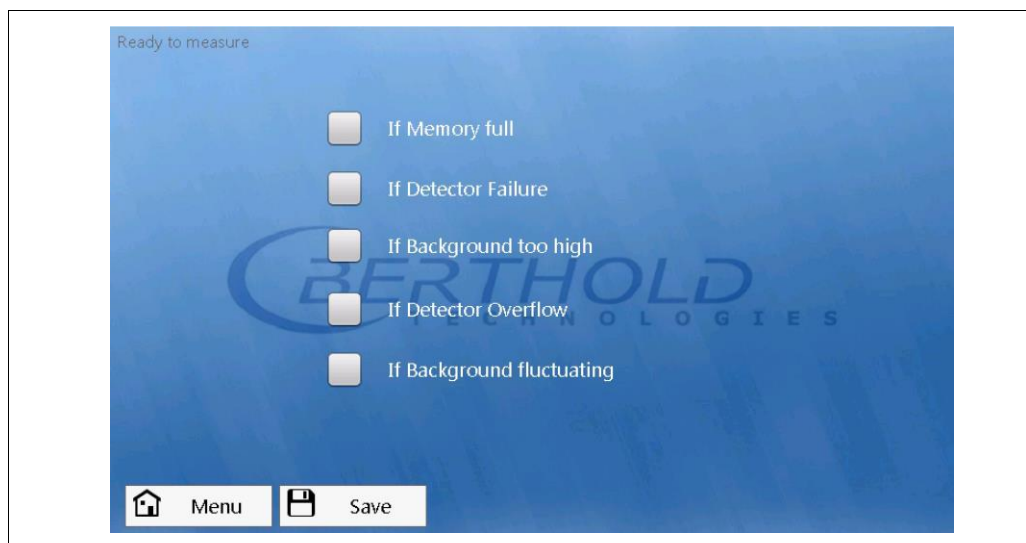 Ready to measure
If Memory full
If Detector Failure
If Background too high
BERTHOLD
TECHNOLOGIES
If Detector Overflow
If Background fluctuating
Menu
Save